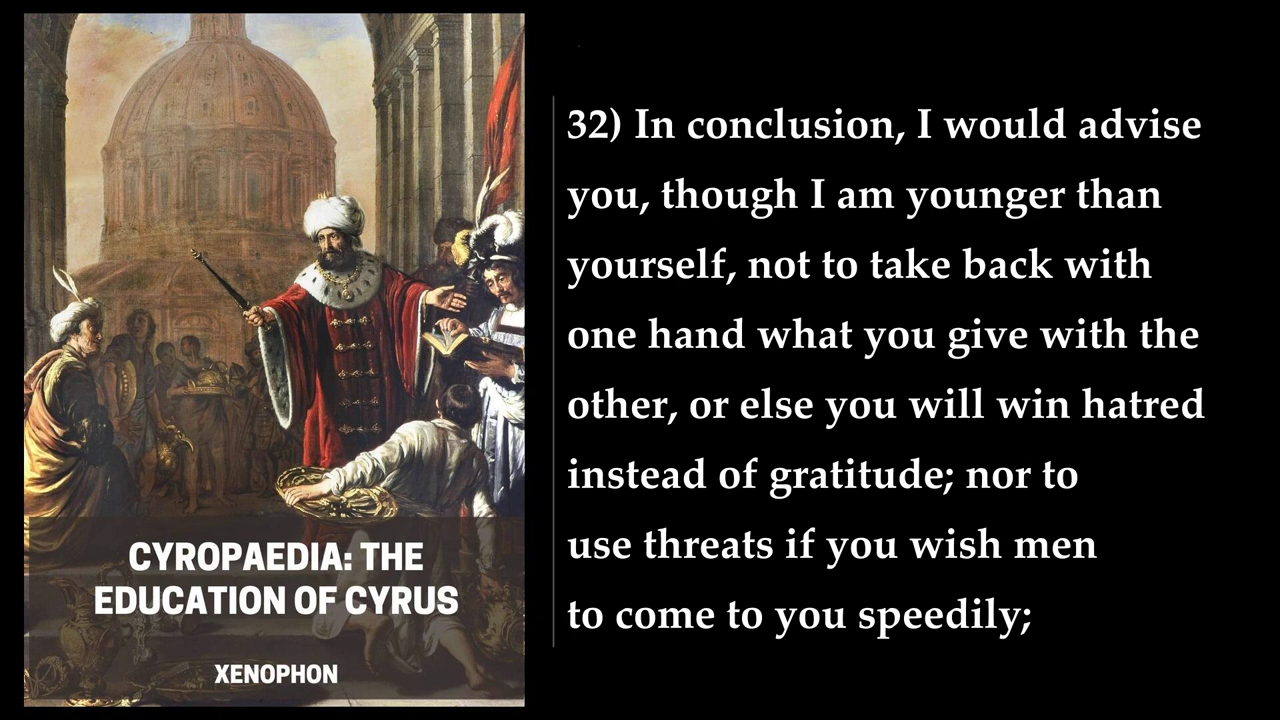 CYROPAEDIA: THE
EDUCATION OF CYRUS
XENOPHON
32) In conclusion, I would advise
you, though I am younger than
yourself, not to take back with
one hand what you give with the
other, or else you will win hatred
instead of gratitude; nor to
use threats if you wish men
to come to you speedily;